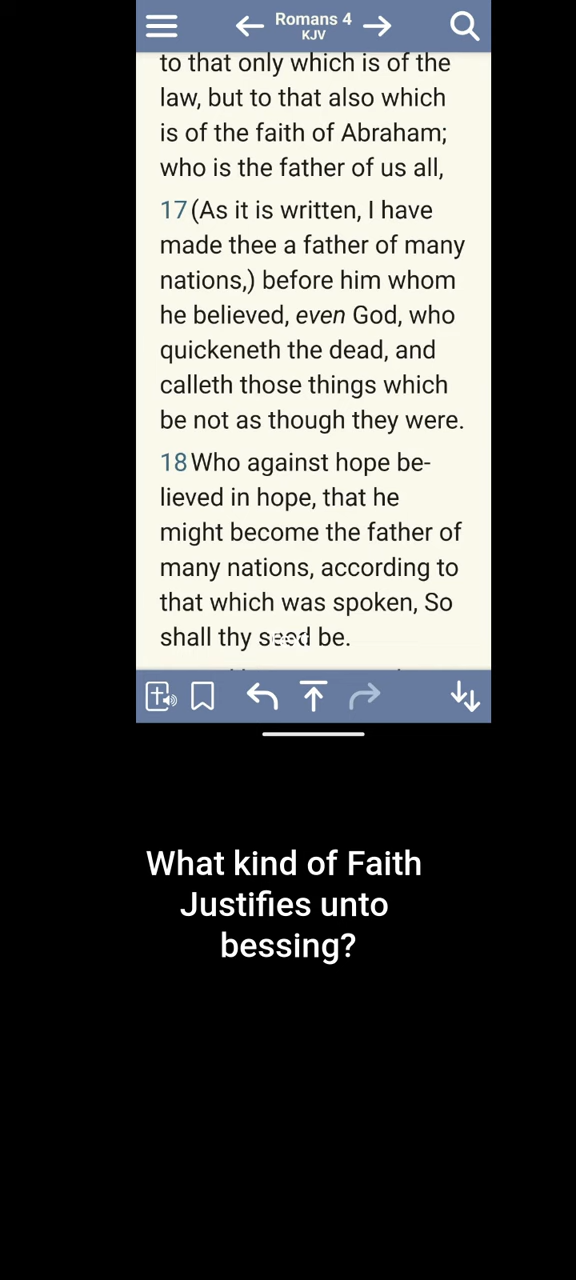 Romans 4
KJV
to that only which is of the
law, but to that also which
is of the faith of Abraham;
who is the father of us all,
17 (As it is written, I have
made thee a father of many
nations,) before him whom
he believed, even God, who
quickeneth the dead, and
calleth those things which
be not as though they were.
18 Who against hope be-
lieved in hope, that he
might become the father of
many nations, according to
that which was spoken, So
shall thy seed be.
What kind of Faith
Justifies unto
bessing?